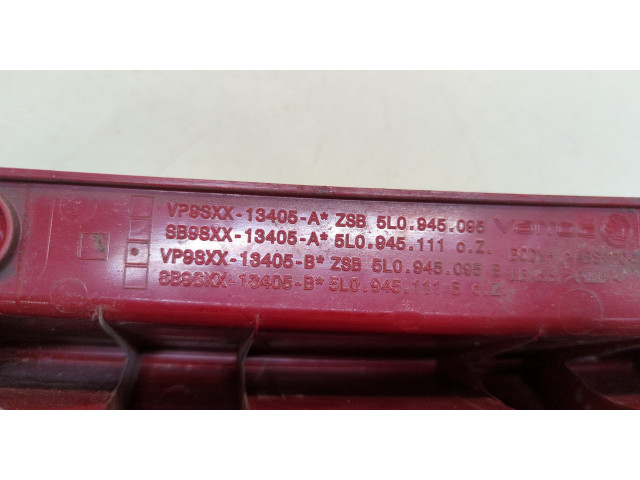 VP9SXX-13405-A* ZSB 5L0.945.095
SB9SXX-13405-A* 5L0.945.111 o.Z.
VP9SXX-13405-B* ZSB 5L0.945.095 B
SB9SXX-13405-B* 5L0.945.111 B o.Z.